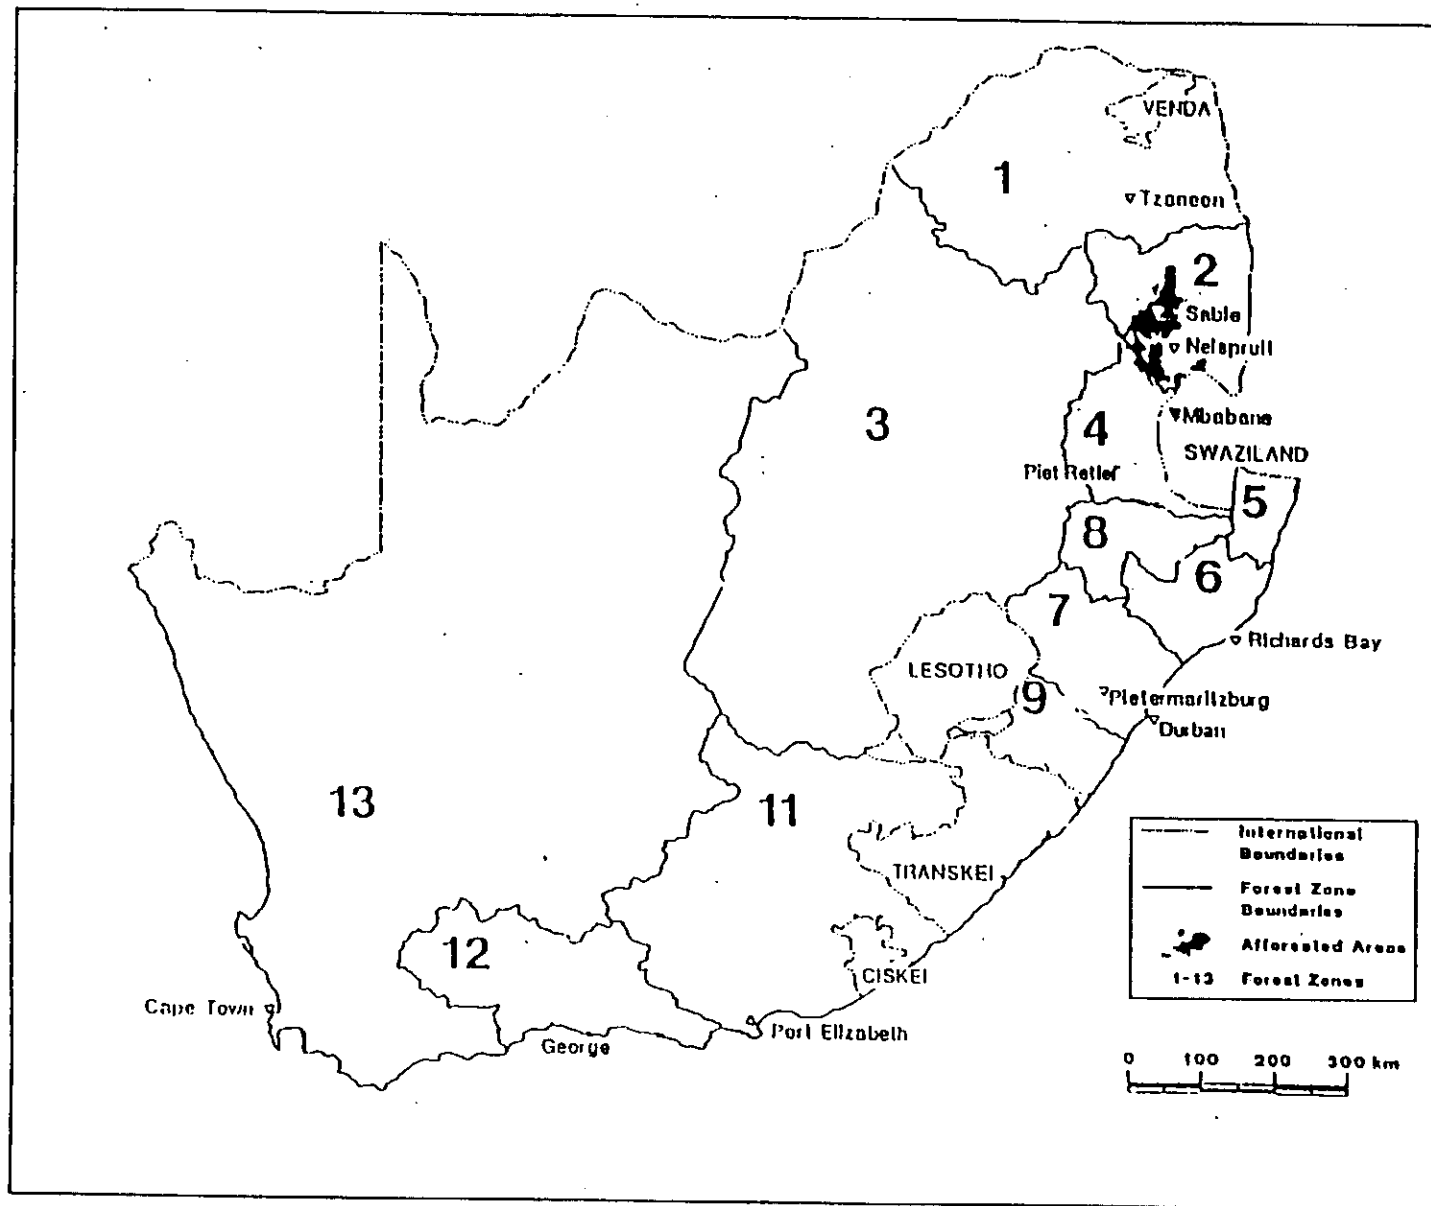 VENDA
1
Tzaneen
2
Sabie
Nelspruit
3
4
Mbabane
SWAZILAND
Piet Retief
5
8
6
7
Richards Bay
LESOTHO
9
Pietermaritzburg
Durban
13
11
TRANSKEI
12
CISKEI
Cape Town
George
Port Elizabeth
International
Boundaries
Forest Zone
Boundaries
Afforested Areas
1-13 Forest Zones
0 100 200 300 km